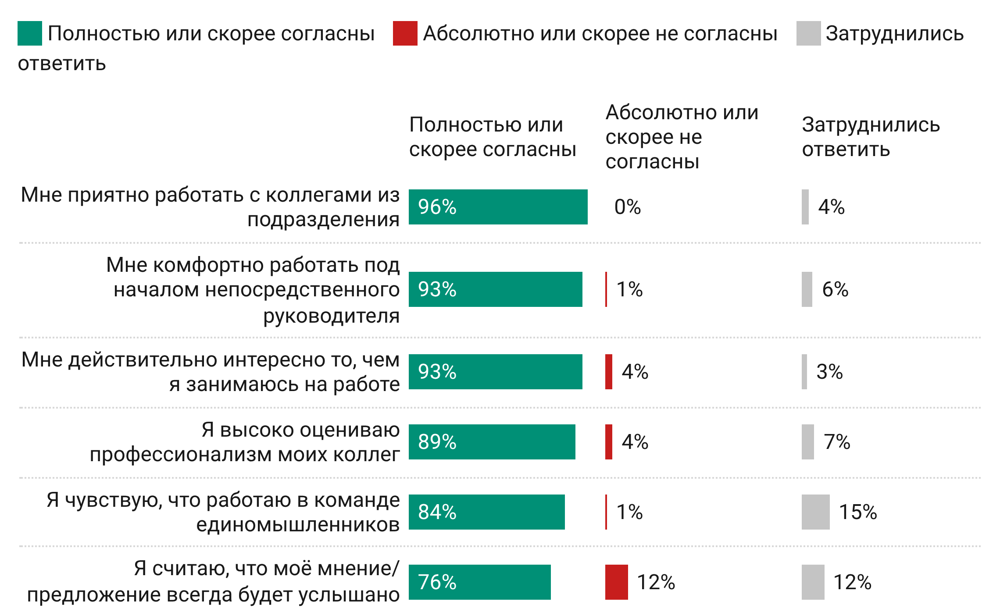 Полностью или скорее согласны Абсолютно или скорее не согласны Затруднились
ответить
Полностью или
скорее согласны
Абсолютно или
скорее не
согласны
Затруднились
ответить
Мне приятно работать с коллегами из
подразделения
96% 0% 4%
Мне комфортно работать под
началом непосредственного
руководителя
93% 1% 6%
Мне действительно интересно то, чем
я занимаюсь на работе
93% 4% 3%
Я высоко оцениваю
профессионализм моих коллег
89% 4% 7%
Я чувствую, что работаю в команде
единомышленников
84% 1% 15%
Я считаю, что моё мнение/
предложение всегда будет услышано
76% 12% 12%